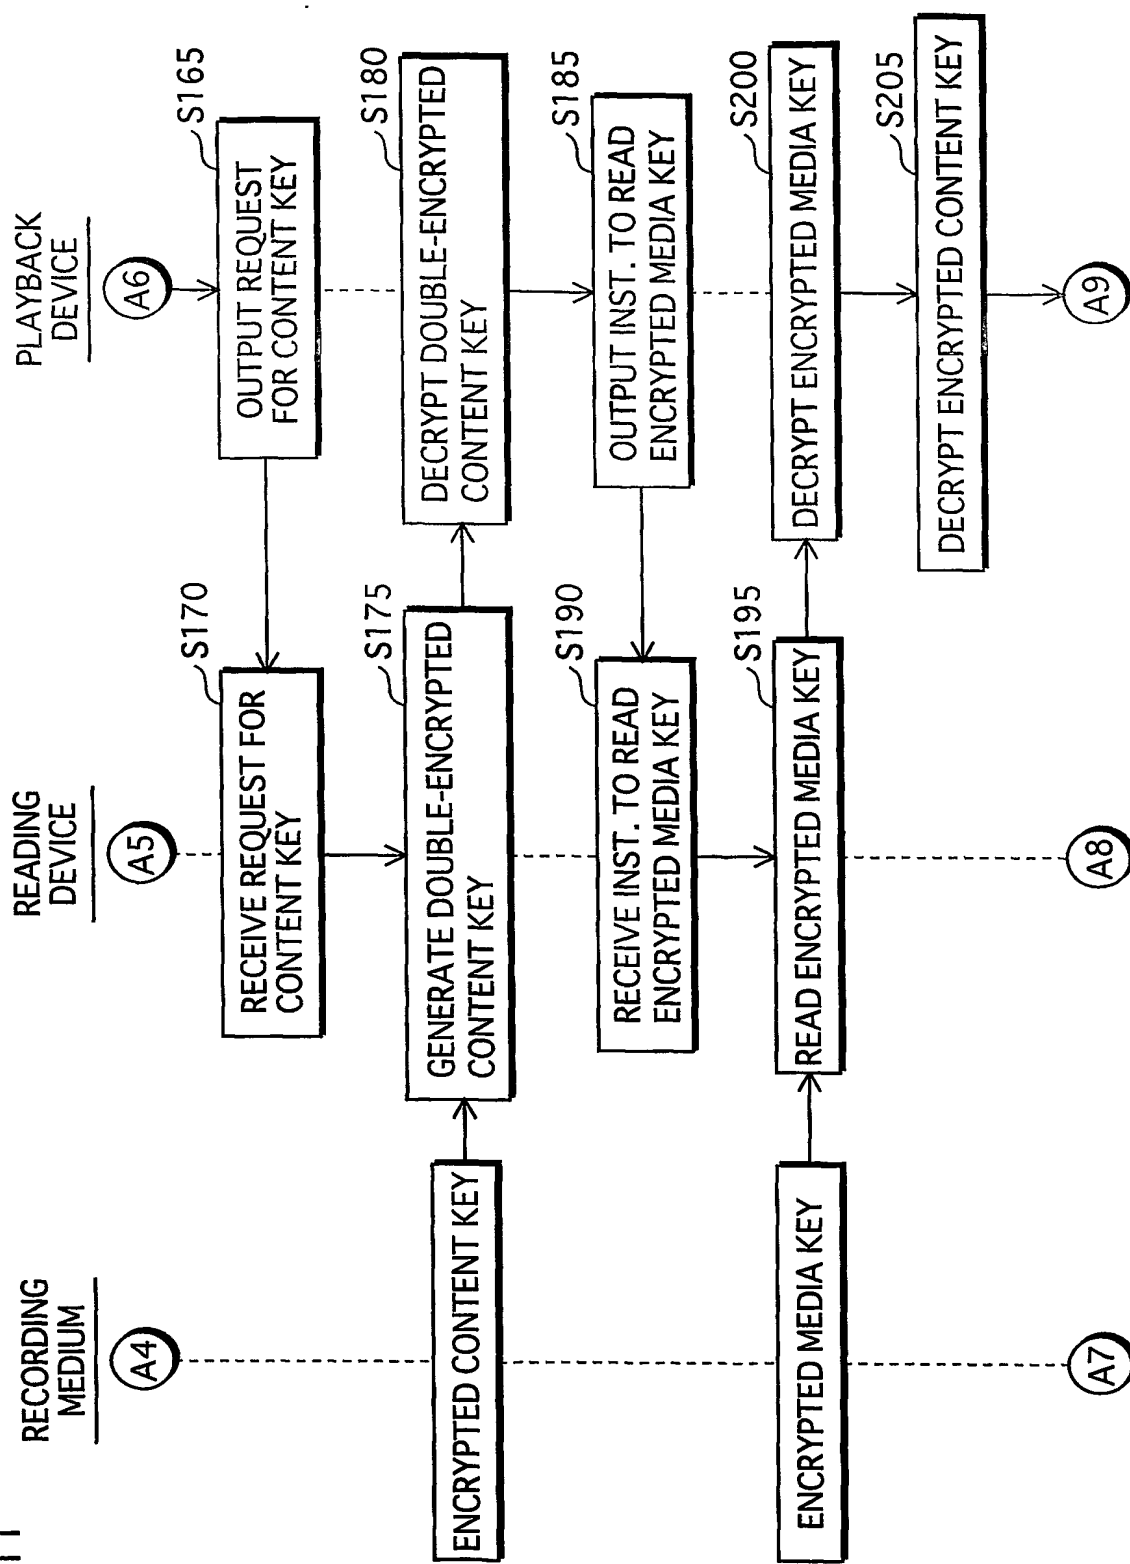 RECORDING
MEDIUM
READING
DEVICE
PLAYBACK
DEVICE
A4
A5
A6
S165
OUTPUT REQUEST
FOR CONTENT KEY
S170
RECEIVE REQUEST FOR
CONTENT KEY
ENCRYPTED CONTENT KEY
S175
GENERATE DOUBLE-ENCRYPTED
CONTENT KEY
S180
DECRYPT DOUBLE-ENCRYPTED
CONTENT KEY
S185
OUTPUT INST. TO READ
ENCRYPTED MEDIA KEY
S190
RECEIVE INST. TO READ
ENCRYPTED MEDIA KEY
ENCRYPTED MEDIA KEY
S195
READ ENCRYPTED MEDIA KEY
S200
DECRYPT ENCRYPTED MEDIA KEY
S205
DECRYPT ENCRYPTED CONTENT KEY
A7
A8
A9